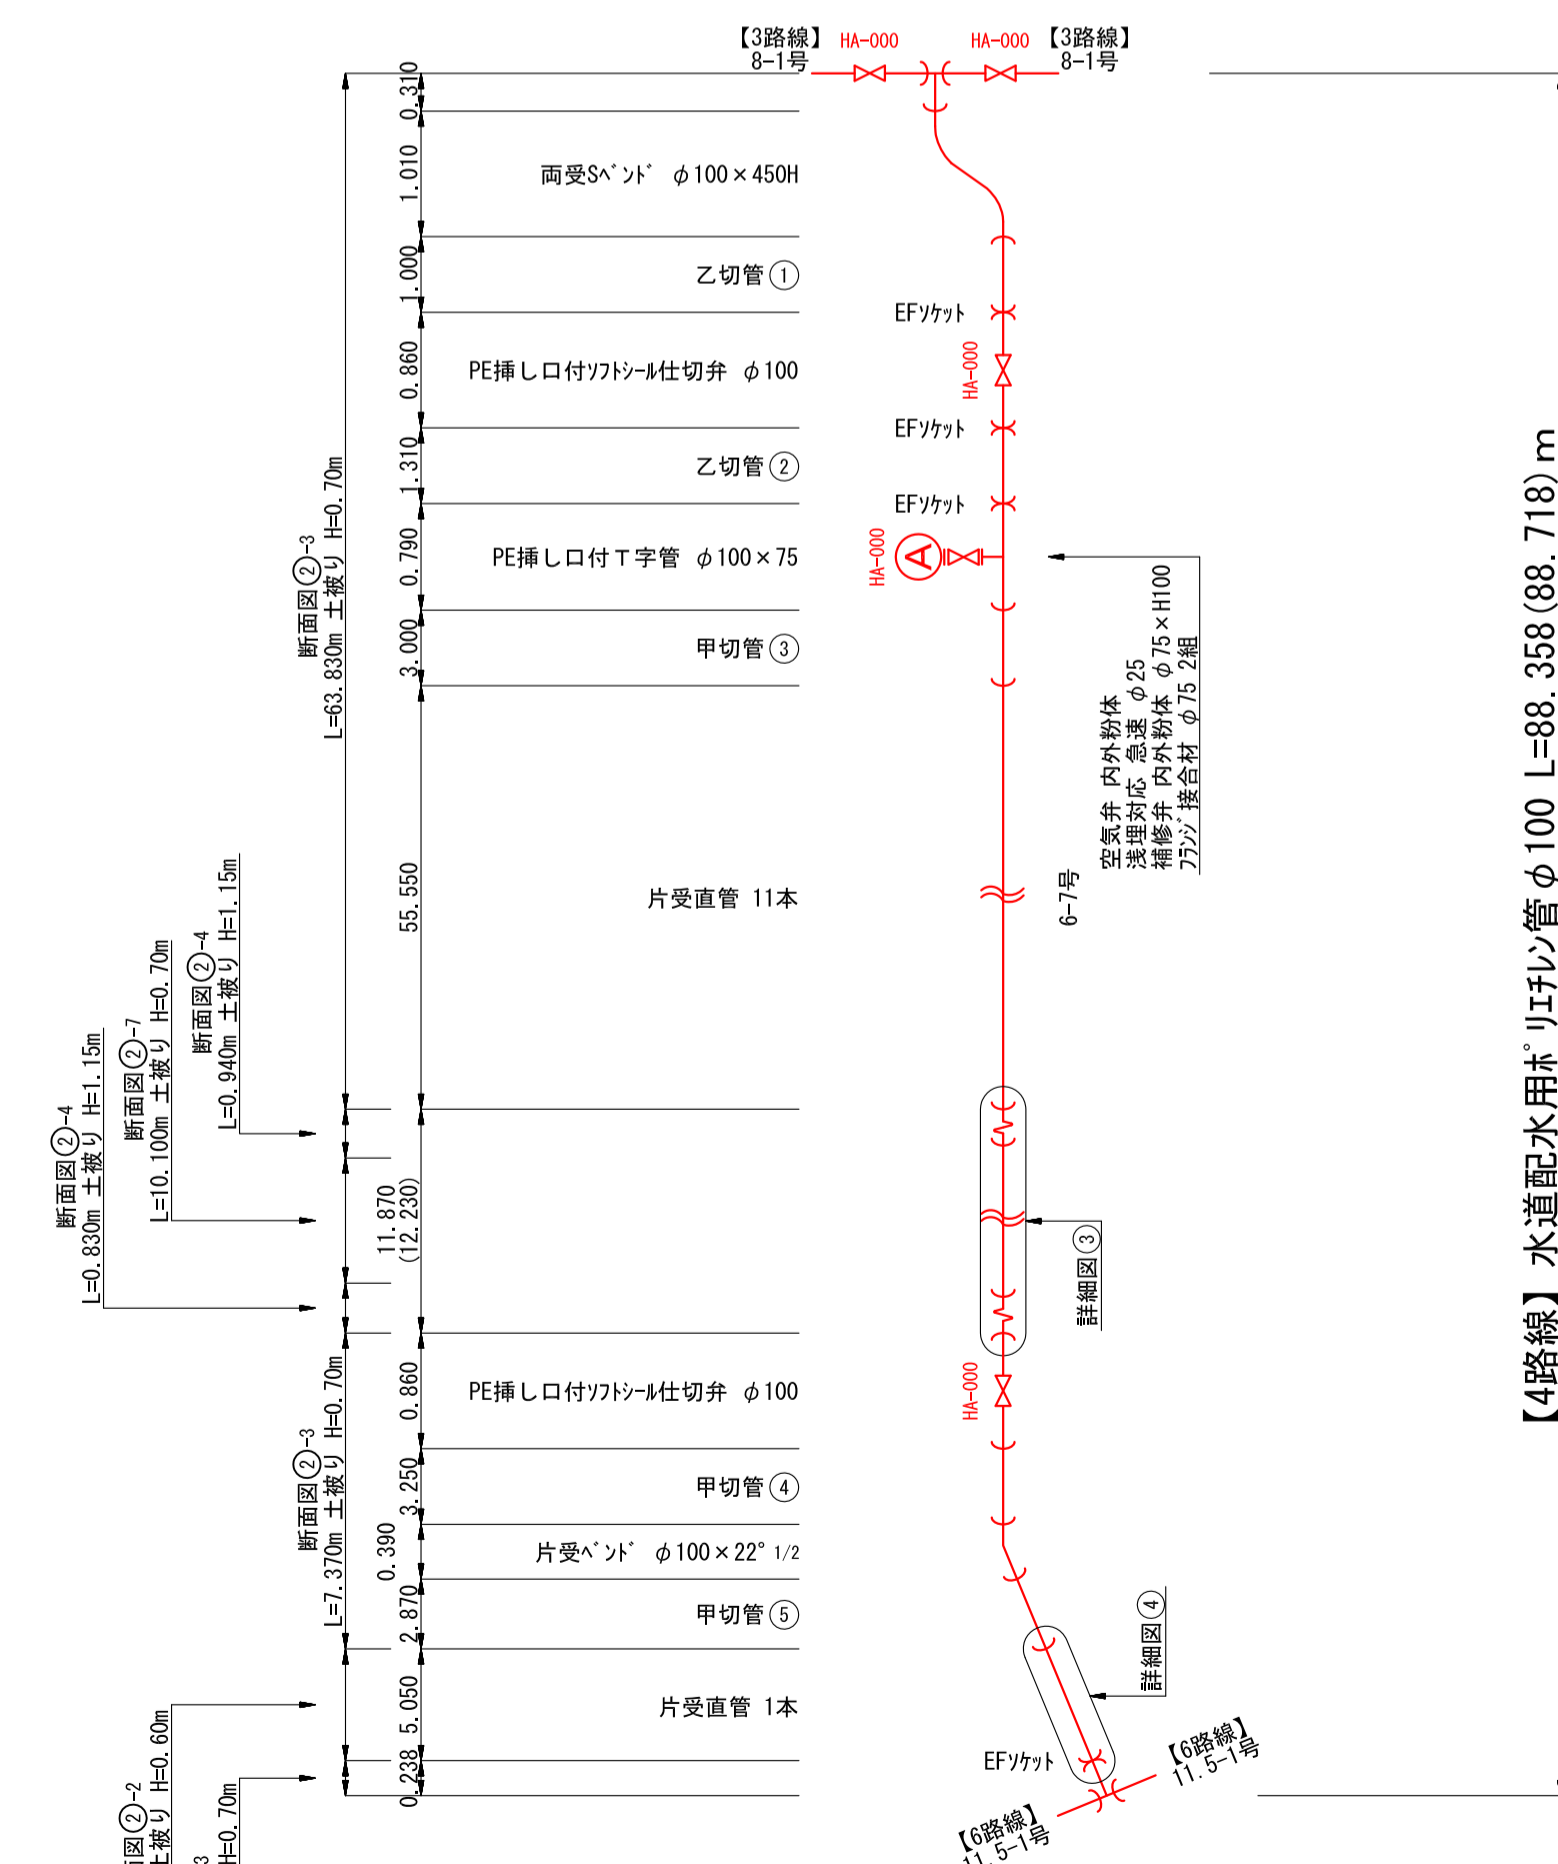 【3路線】
8-1号
HA-000
HA-000
【3路線】
8-1号
0.310
1.010
両受Sベンド φ100×450H
1.000
乙切管①
EFソケット
0.860
PE挿し口付ソフトシール仕切弁 φ100
HA-000
EFソケット
1.310
乙切管②
EFソケット
0.790
PE挿し口付T字管 φ100×75
HA-000
A
3.000
甲切管③
断面図②-3
L=63.830m 土被り H=0.70m
空気弁 内外粉体
浅埋対応 急速 φ25
補修弁 内外粉体 φ75×H100
フランジ接合材 φ75 2組
55.550
片受直管 11本
6-7号
断面図②-4
L=0.940m 土被り H=1.15m
断面図②-7
L=10.100m 土被り H=0.70m
断面図②-4
L=0.830m 土被り H=1.15m
11.870
(12.230)
詳細図③
0.860
PE挿し口付ソフトシール仕切弁 φ100
HA-000
断面図②-3
L=7.370m 土被り H=0.70m
3.250
甲切管④
0.390
片受ベンド φ100×22°1/2
2.870
甲切管⑤
詳細図④
5.050
片受直管 1本
0.238
EFソケット
【6路線】
11.5-1号
【6路線】
11.5-1号
面図②-2
土被り H=0.60m
3
H=0.70m
【4路線】 水道配水用ポリエチレン管φ100 L=88.358(88.718)m